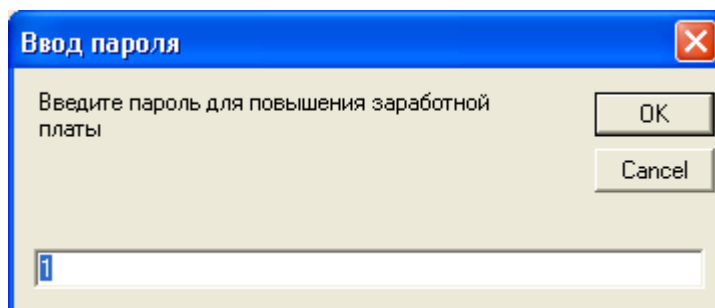 Ввод пароля
Введите пароль для повышения заработной
платы
OK
Cancel
1